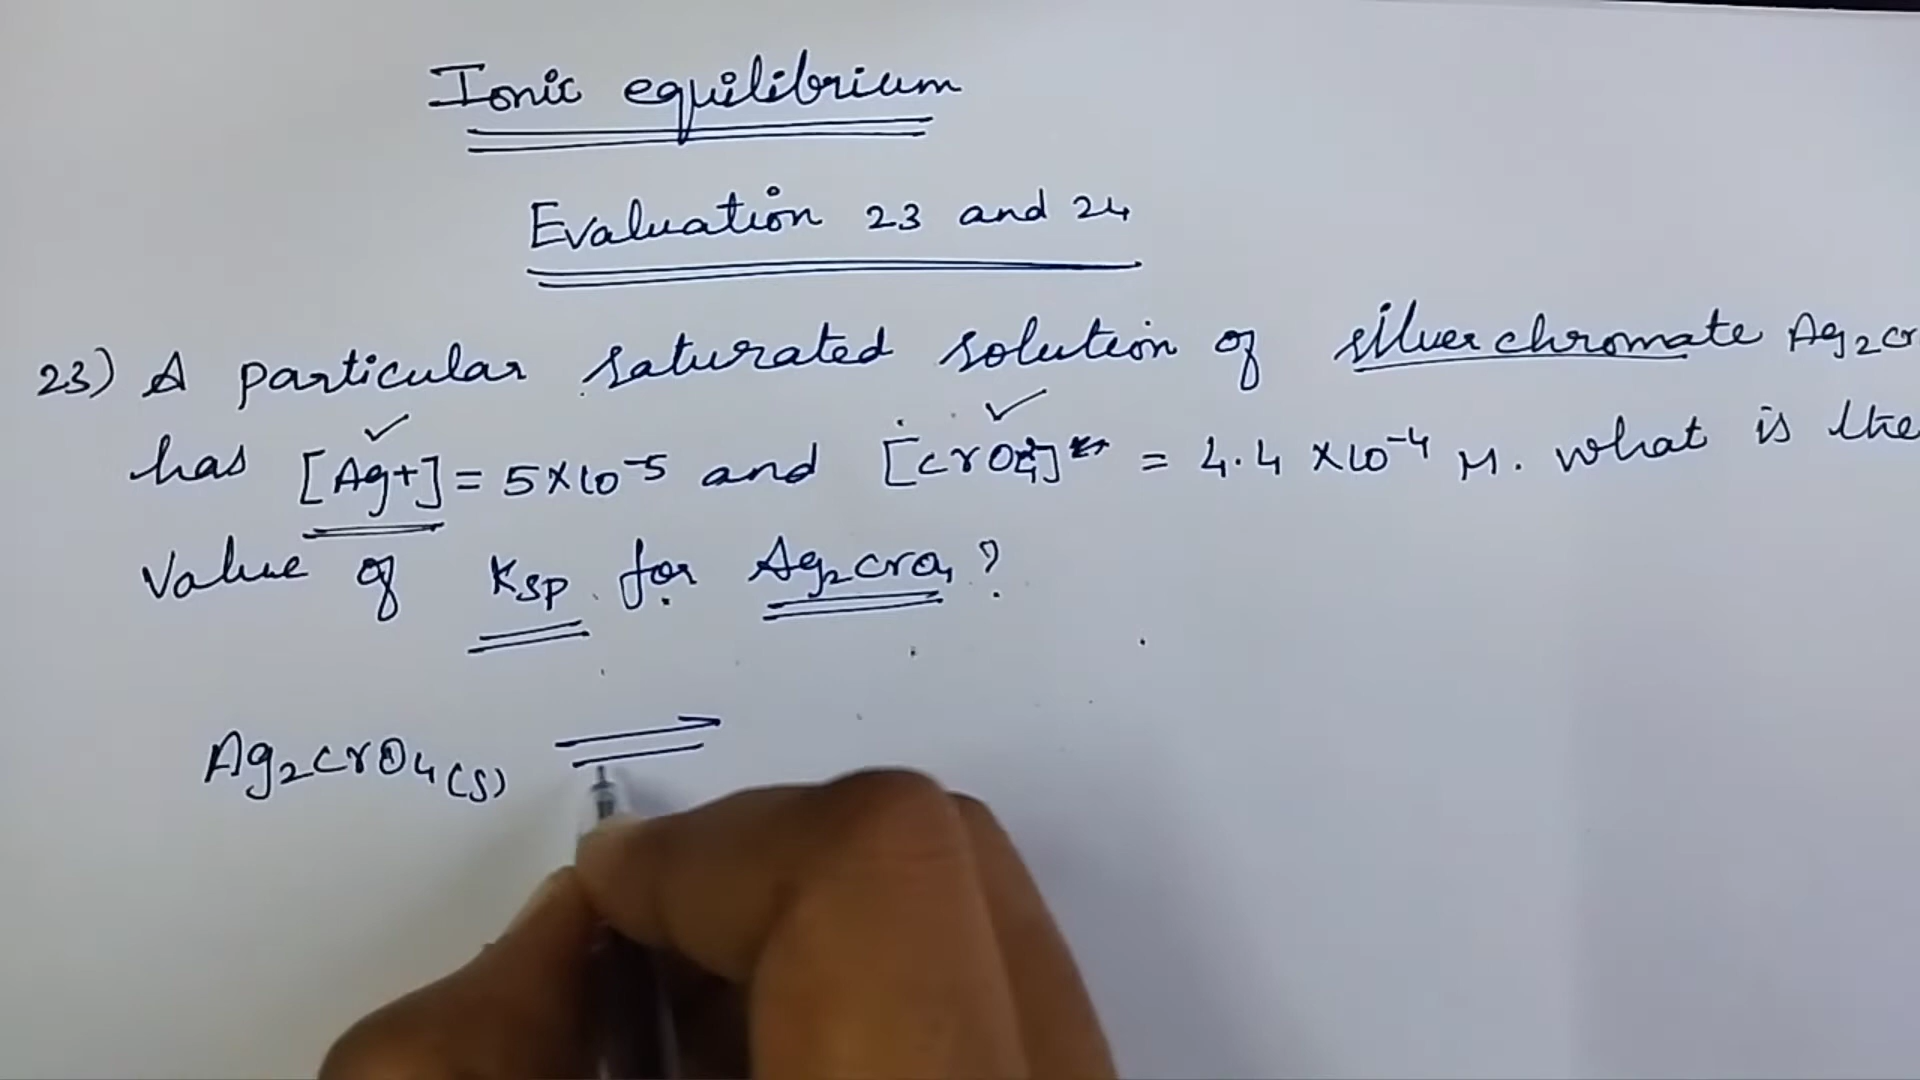 Ionic equilibrium
Evaluation 23 and 24
23) A particular saturated solution of silver chromate Ag₂cr
has [Ag+] = 5×10⁻⁵ and [crO₄] = 4.4 ×10⁻⁴ M. what is the
Value of Ksp for Ag₂cro₄ ?
Ag₂crO₄(s) ⇌